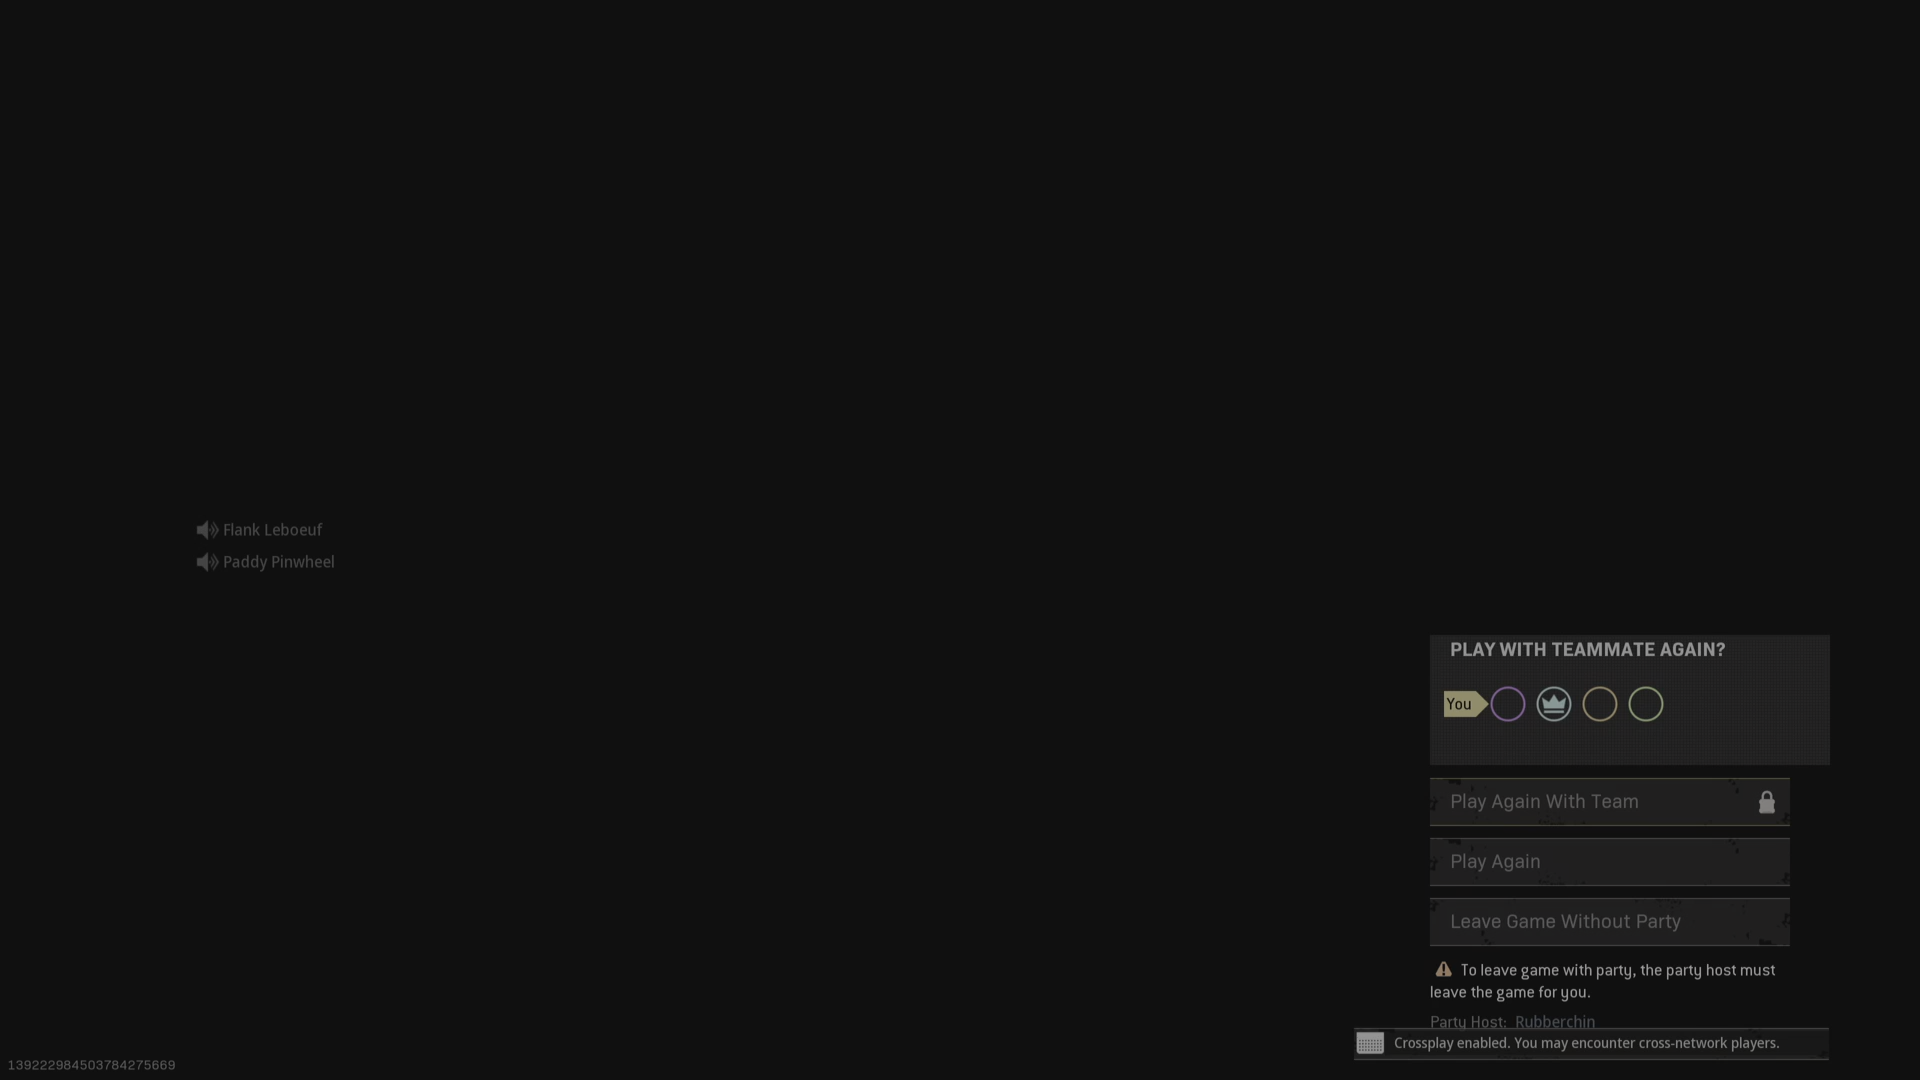 Flank Leboeuf
Paddy Pinwheel
PLAY WITH TEAMMATE AGAIN?
You
Play Again With Team
Play Again
Leave Game Without Party
To leave game with party, the party host must
leave the game for you.
Party Host: Rubberchin
Crossplay enabled. You may encounter cross-network players.
139222984503784275669